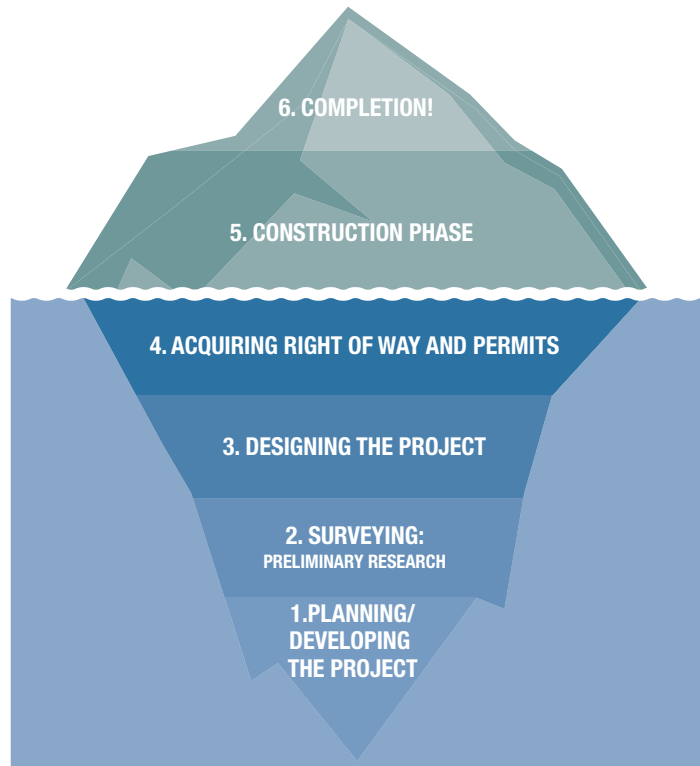 6. COMPLETION!
5. CONSTRUCTION PHASE
4. ACQUIRING RIGHT OF WAY AND PERMITS
3. DESIGNING THE PROJECT
2. SURVEYING:
PRELIMINARY RESEARCH
1.PLANNING/
DEVELOPING
THE PROJECT